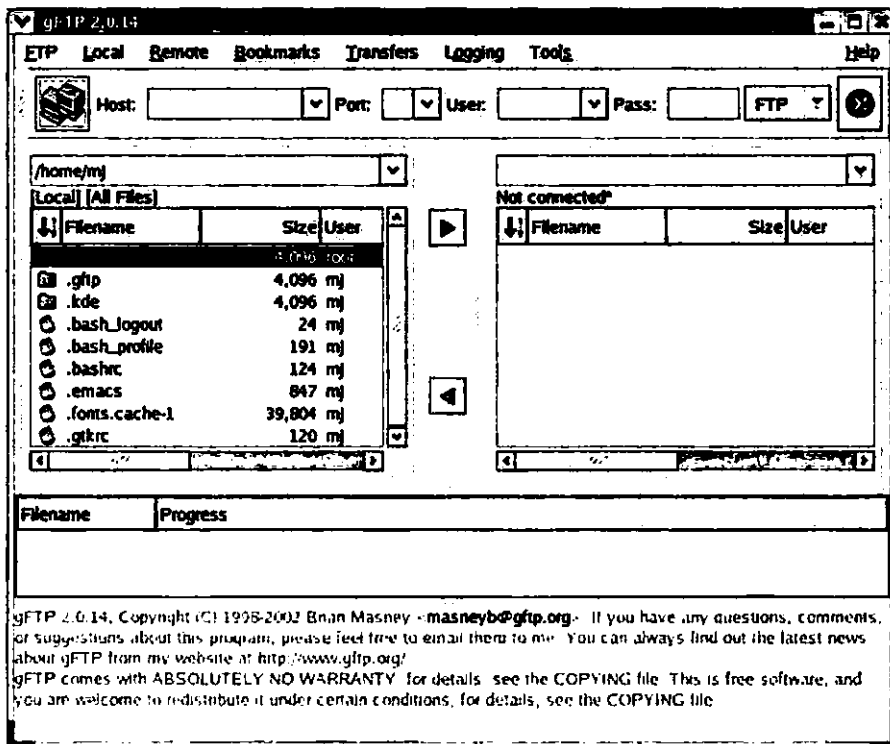 gFTP 2.0.14
FTP Local Remote Bookmarks Transfers Logging Tools Help
Host: Port: User: Pass: FTP
/home/mj
[Local] [All Files]
Not connected*
Filename Size User
Filename Size User
4,096 root
.gftp 4,096 mj
.kde 4,096 mj
.bash_logout 24 mj
.bash_profile 191 mj
.bashrc 124 mj
.emacs 847 mj
.fonts.cache-1 39,804 mj
.gtkrc 120 mj
Filename Progress
gFTP 2.0.14, Copyright (C) 1998-2002 Brian Masney <masneyb@gftp.org>. If you have any questions, comments,
or suggestions about this program, please feel free to email them to me. You can always find out the latest news
about gFTP from my website at http://www.gftp.org/
gFTP comes with ABSOLUTELY NO WARRANTY; for details, see the COPYING file. This is free software, and
you are welcome to redistribute it under certain conditions; for details, see the COPYING file